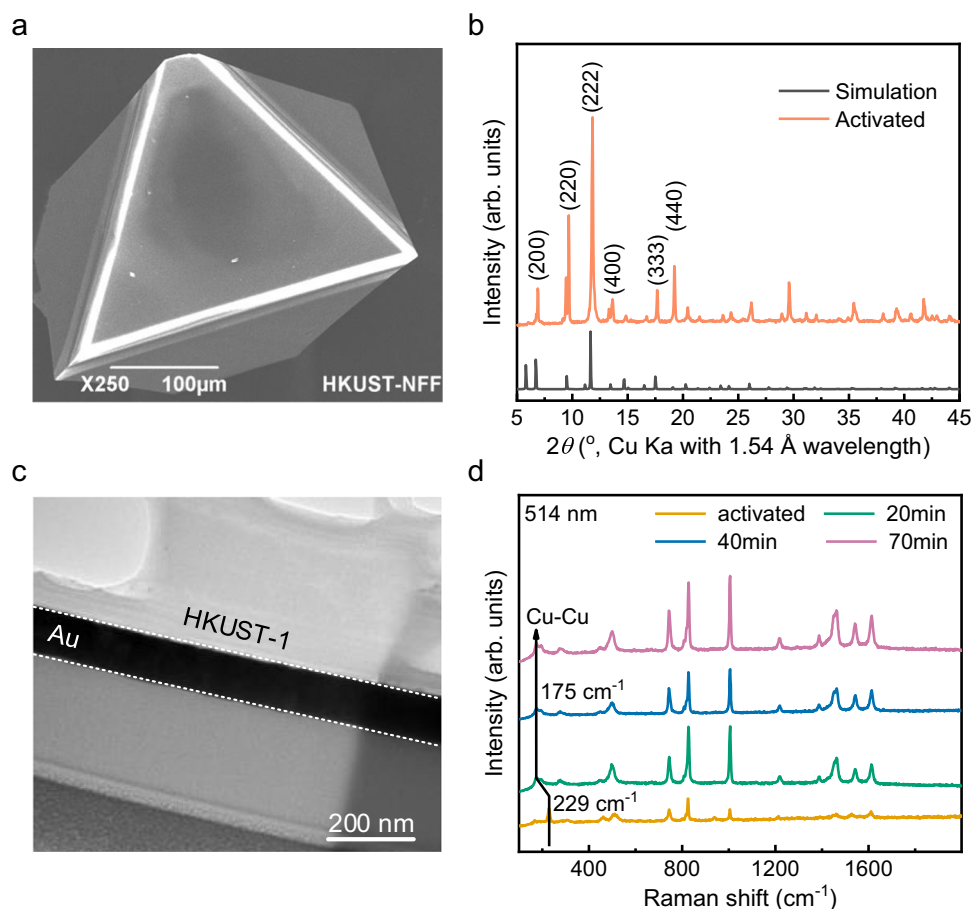 a
X250 100µm HKUST-NFF
b
Intensity (arb. units)
Simulation
Activated
(200)
(220)
(222)
(400)
(333)
(440)
5 10 15 20 25 30 35 40 45
2θ (°, Cu Ka with 1.54 Å wavelength)
c
HKUST-1
Au
200 nm
d
Intensity (arb. units)
514 nm
activated 20min
40min 70min
Cu-Cu
175 cm⁻¹
229 cm⁻¹
400 800 1200 1600
Raman shift (cm⁻¹)